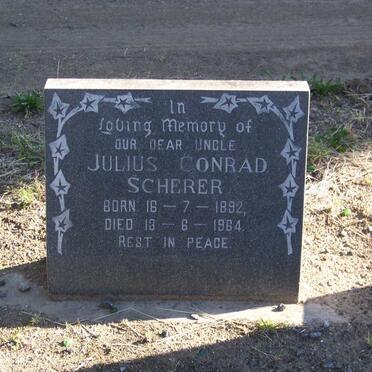 In
Loving Memory of
OUR DEAR UNCLE
JULIUS CONRAD
SCHERER
BORN 16 - 7 - 1892,
DIED 13 - 6 - 1964.
REST IN PEACE